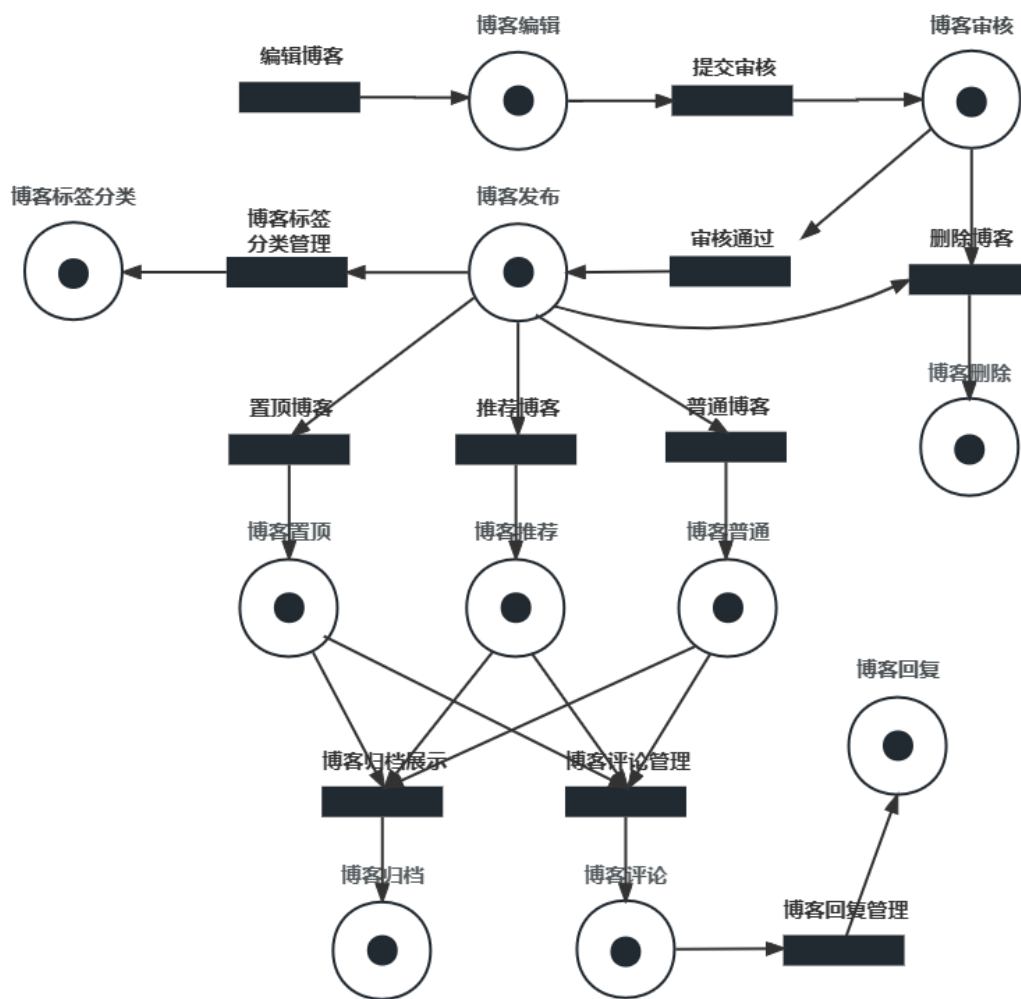 博客编辑
博客审核
编辑博客
提交审核
博客标签分类
博客标签
分类管理
博客发布
审核通过
删除博客
博客删除
置顶博客
推荐博客
普通博客
博客置顶
博客推荐
博客普通
博客回复
博客归档展示
博客评论管理
博客归档
博客评论
博客回复管理